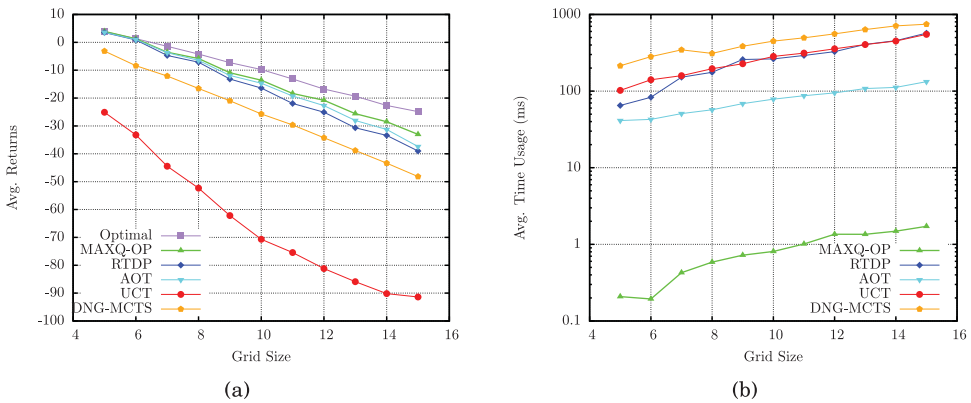 10
0
-10
-20
-30
-40
-50
-60
-70
-80
-90
-100
Avg. Returns
Optimal
MAXQ-OP
RTDP
AOT
UCT
DNG-MCTS
4 6 8 10 12 14 16
Grid Size
(a)
1000
100
10
1
0.1
Avg. Time Usage (ms)
MAXQ-OP
RTDP
AOT
UCT
DNG-MCTS
4 6 8 10 12 14 16
Grid Size
(b)